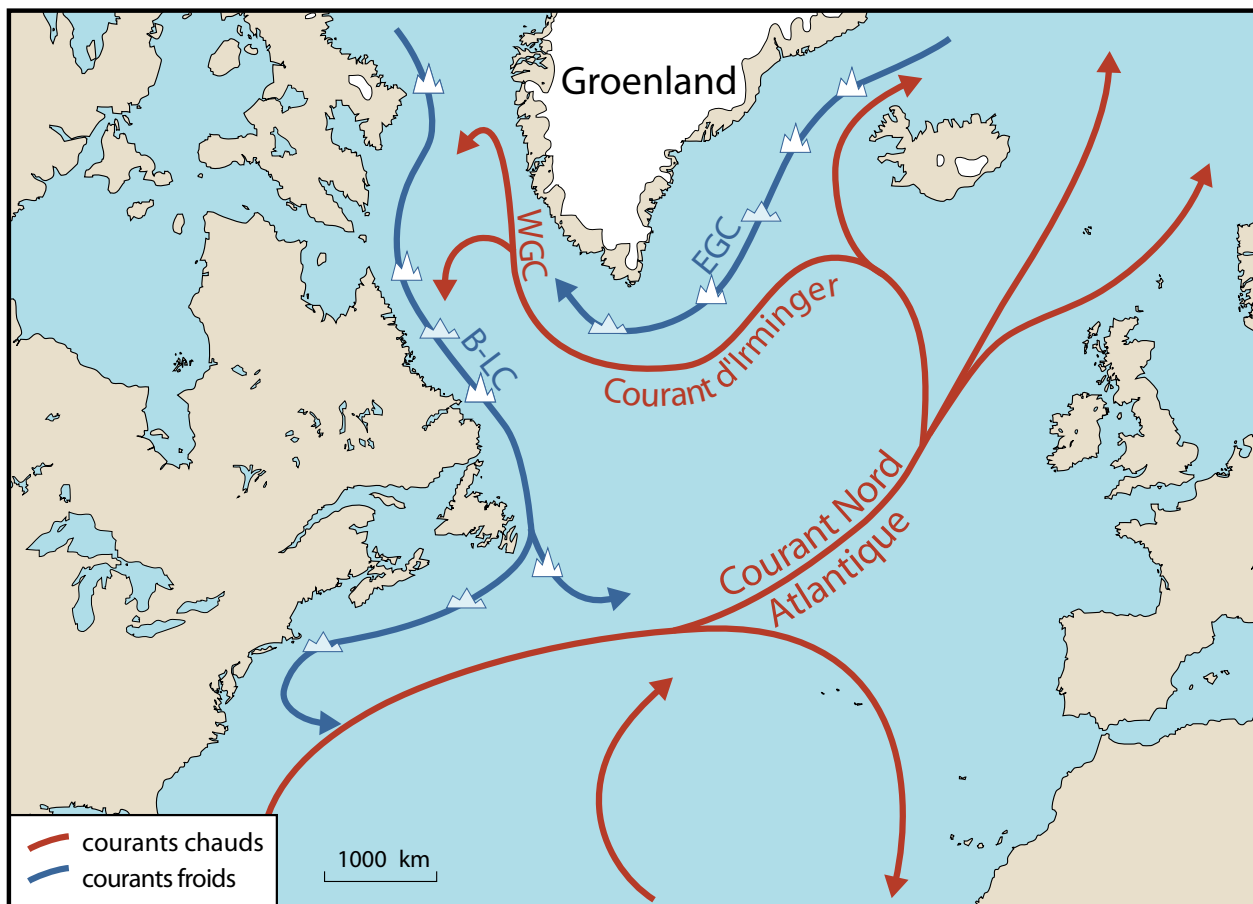 Groenland
WGC
EGC
B-LC
Courant d'Irminger
Courant Nord
Atlantique
courants chauds
courants froids
1000 km